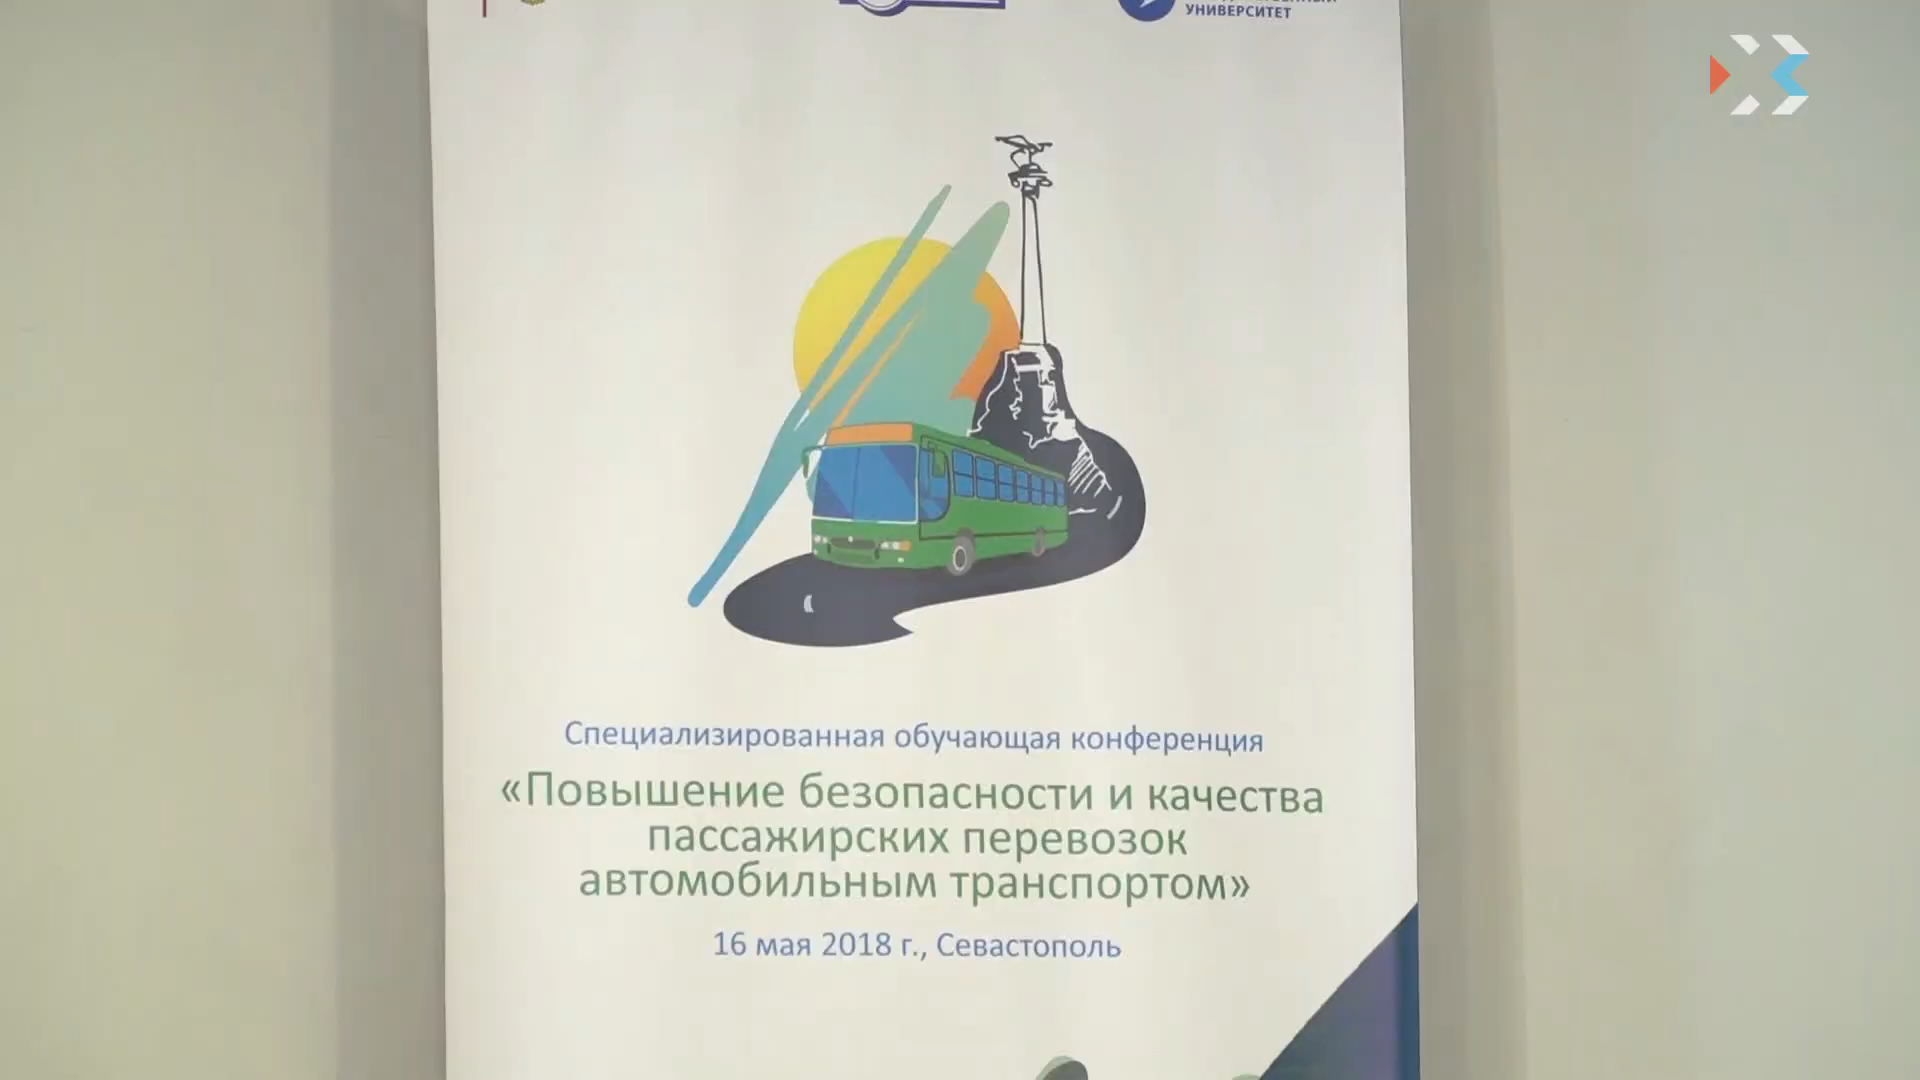 УНИВЕРСИТЕТ
Специализированная обучающая конференция
«Повышение безопасности и качества
пассажирских перевозок
автомобильным транспортом»
16 мая 2018 г., Севастополь